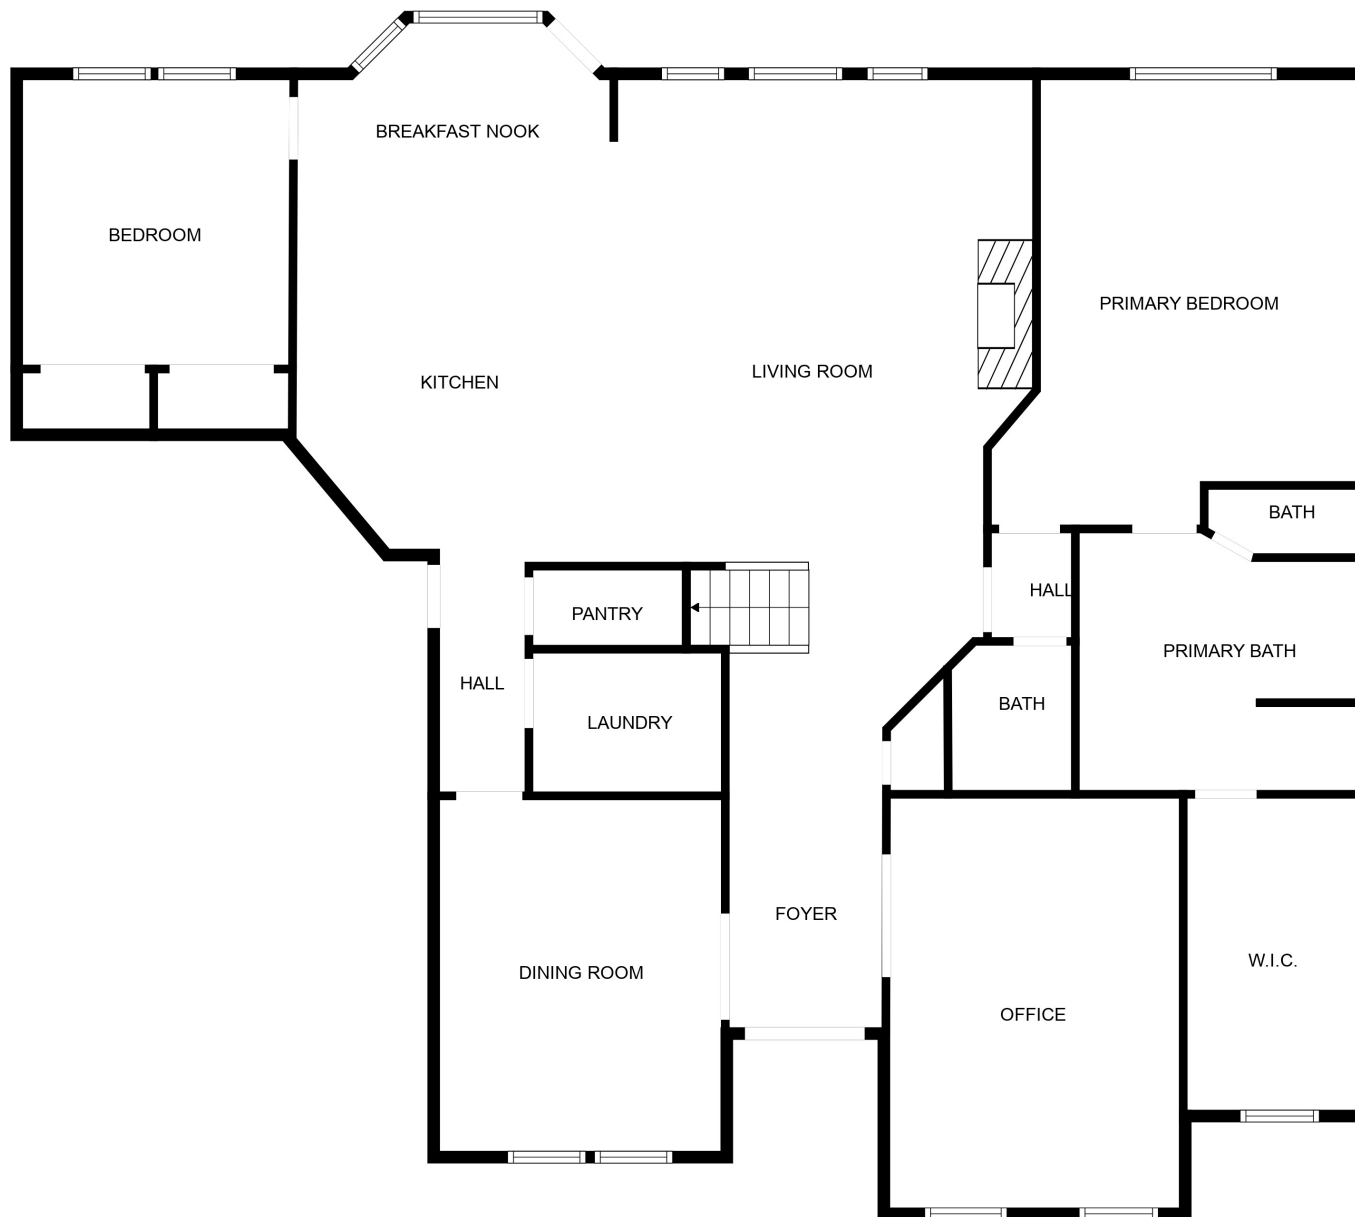 BREAKFAST NOOK
BEDROOM
PRIMARY BEDROOM
LIVING ROOM
KITCHEN
BATH
HALL
PANTRY
PRIMARY BATH
HALL
BATH
LAUNDRY
FOYER
W.I.C.
DINING ROOM
OFFICE